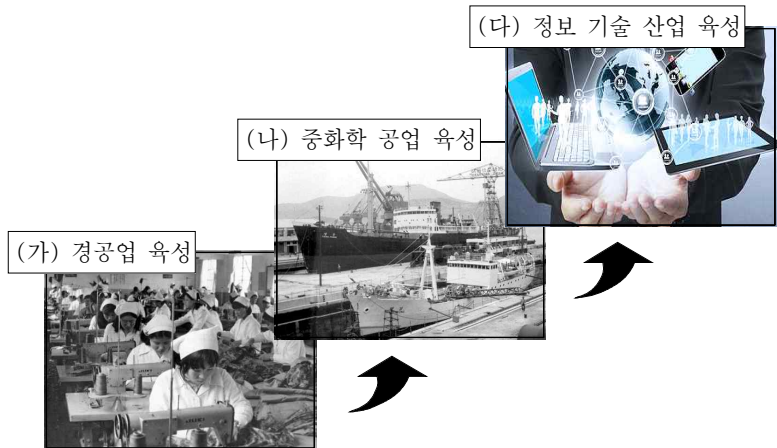 (다) 정보 기술 산업 육성
(나) 중화학 공업 육성
(가) 경공업 육성